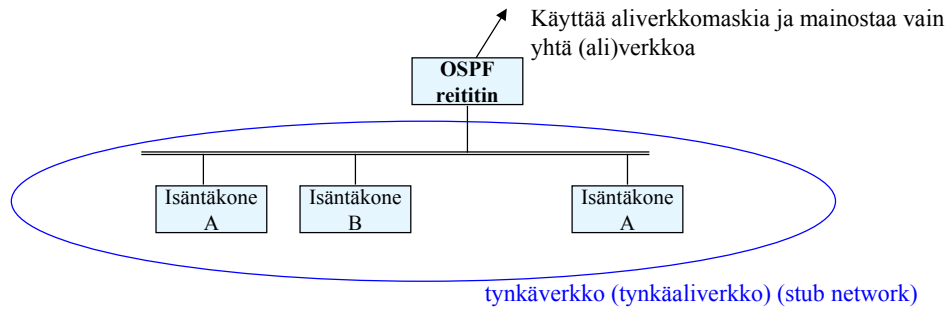 Käyttää aliverkkomaskia ja mainostaa vain
yhtä (ali)verkkoa
OSPF
reititin
Isäntäkone
A
Isäntäkone
B
Isäntäkone
A
tynkäverkko (tynkäaliverkko) (stub network)